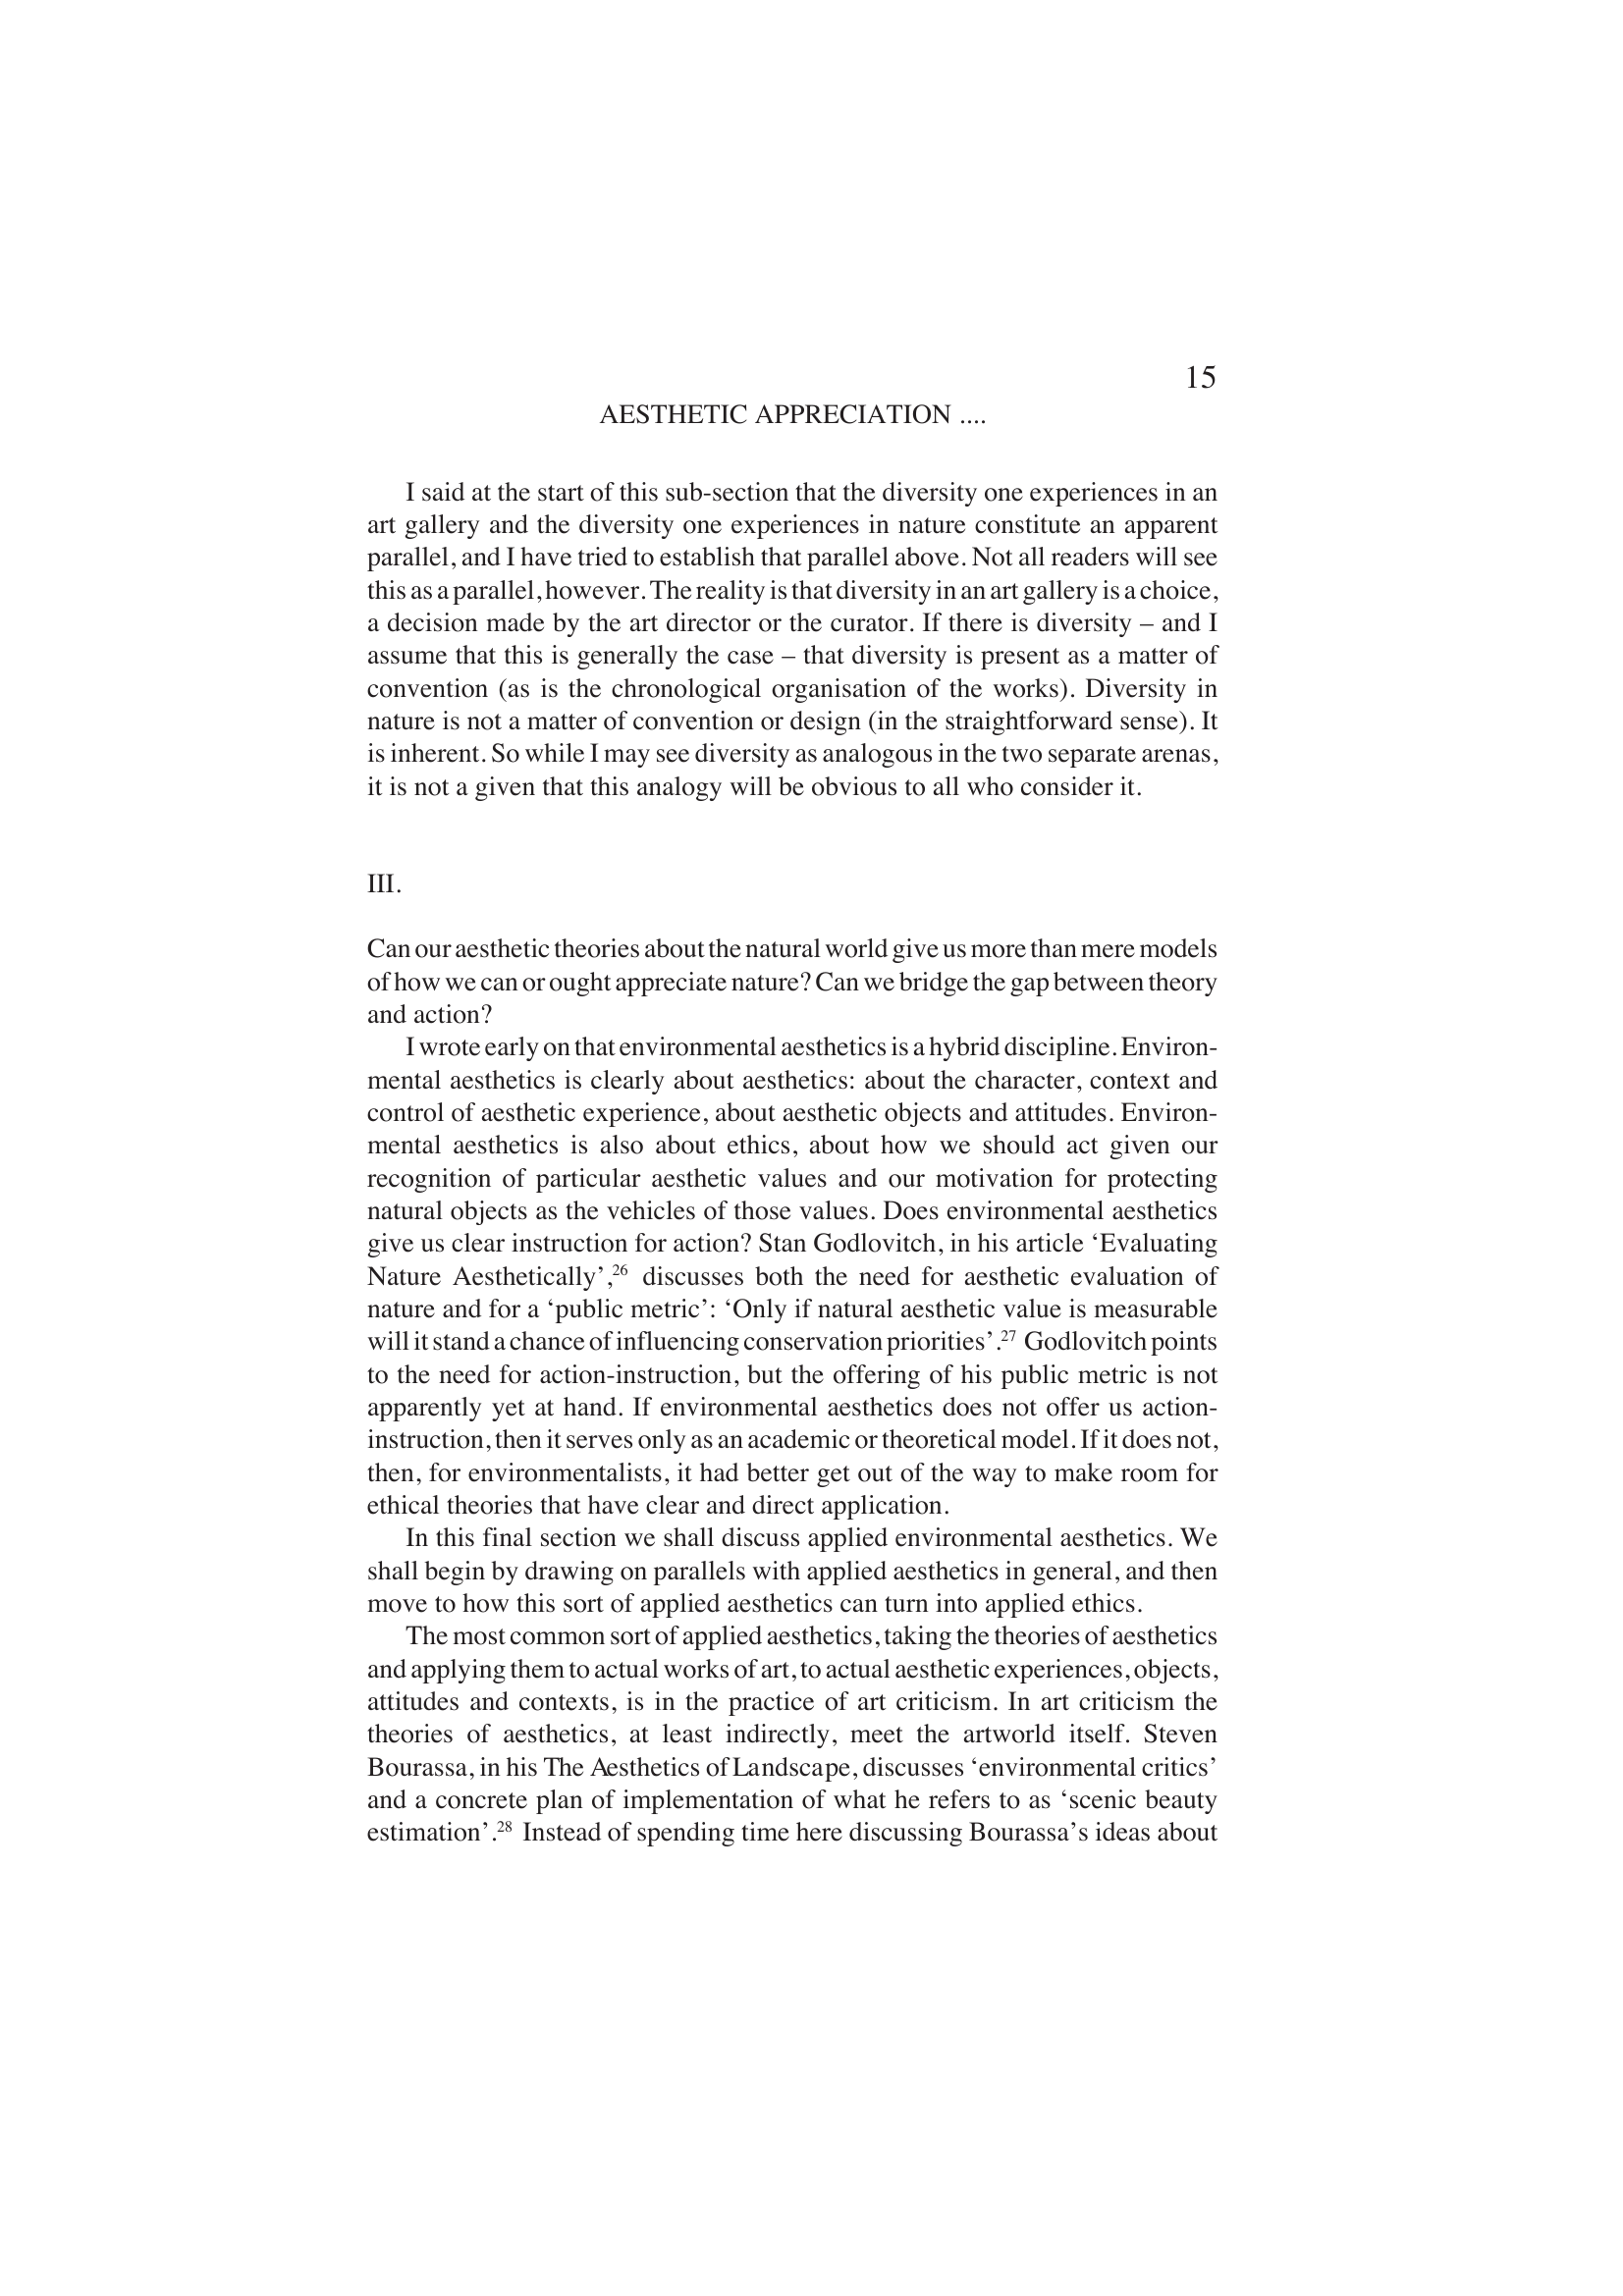 15
AESTHETIC APPRECIATION ....
I said at the start of this sub-section that the diversity one experiences in an
art gallery and the diversity one experiences in nature constitute an apparent
parallel, and I have tried to establish that parallel above. Not all readers will see
this as a parallel, however. The reality is that diversity in an art gallery is a choice,
a decision made by the art director or the curator. If there is diversity – and I
assume that this is generally the case – that diversity is present as a matter of
convention (as is the chronological organisation of the works). Diversity in
nature is not a matter of convention or design (in the straightforward sense). It
is inherent. So while I may see diversity as analogous in the two separate arenas,
it is not a given that this analogy will be obvious to all who consider it.
III.
Can our aesthetic theories about the natural world give us more than mere models
of how we can or ought appreciate nature? Can we bridge the gap between theory
and action?
I wrote early on that environmental aesthetics is a hybrid discipline. Environ-
mental aesthetics is clearly about aesthetics: about the character, context and
control of aesthetic experience, about aesthetic objects and attitudes. Environ-
mental aesthetics is also about ethics, about how we should act given our
recognition of particular aesthetic values and our motivation for protecting
natural objects as the vehicles of those values. Does environmental aesthetics
give us clear instruction for action? Stan Godlovitch, in his article ‘Evaluating
Nature Aesthetically’,26 discusses both the need for aesthetic evaluation of
nature and for a ‘public metric’: ‘Only if natural aesthetic value is measurable
will it stand a chance of influencing conservation priorities’.27 Godlovitch points
to the need for action-instruction, but the offering of his public metric is not
apparently yet at hand. If environmental aesthetics does not offer us action-
instruction, then it serves only as an academic or theoretical model. If it does not,
then, for environmentalists, it had better get out of the way to make room for
ethical theories that have clear and direct application.
In this final section we shall discuss applied environmental aesthetics. We
shall begin by drawing on parallels with applied aesthetics in general, and then
move to how this sort of applied aesthetics can turn into applied ethics.
The most common sort of applied aesthetics, taking the theories of aesthetics
and applying them to actual works of art, to actual aesthetic experiences, objects,
attitudes and contexts, is in the practice of art criticism. In art criticism the
theories of aesthetics, at least indirectly, meet the artworld itself. Steven
Bourassa, in his The Aesthetics of Landscape, discusses ‘environmental critics’
and a concrete plan of implementation of what he refers to as ‘scenic beauty
estimation’.28 Instead of spending time here discussing Bourassa’s ideas about